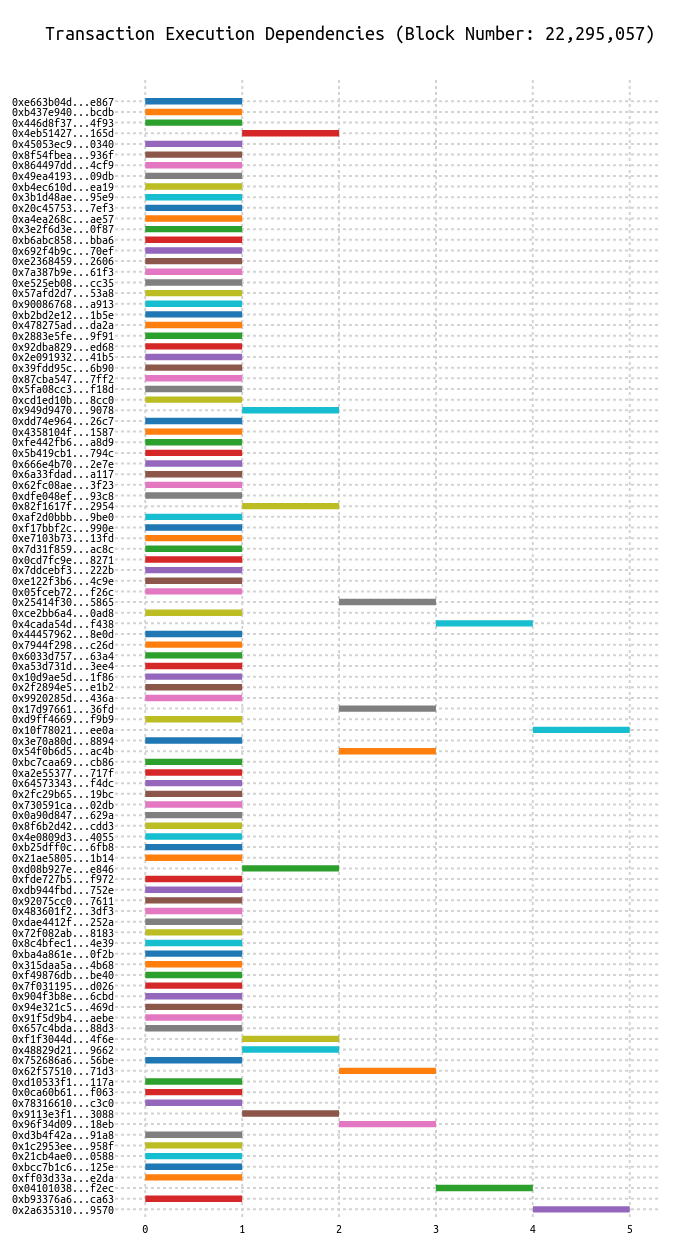 Transaction Execution Dependencies (Block Number: 22,295,057)
0xe663b04d...e867
0xb437e940...bcdb
0x446d8f37...4f93
0x4eb51427...165d
0x45053ec9...0340
0x8f54fbea...936f
0x864497dd...4cf9
0x49ea4193...09db
0xb4ec610d...ea19
0x3b1d48ae...95e9
0x20c45753...7ef3
0xa4ea268c...ae57
0x3e2f6d3e...0f87
0xb6abc858...bba6
0x692f4b9c...70ef
0xe2368459...2606
0x7a387b9e...61f3
0xe525eb08...cc35
0x57afd2d7...53a8
0x90086768...a913
0xb2bd2e12...1b5e
0x478275ad...da2a
0x2883e5fe...9f91
0x92dba829...ed68
0x2e091932...41b5
0x39fdd95c...6b90
0x87cba547...7ff2
0x5fa08cc3...f18d
0xcd1ed10b...8cc0
0x949d9470...9078
0xdd74e964...26c7
0x4358104f...1587
0xfe442fb6...a8d9
0x5b419cb1...794c
0x666e4b70...2e7e
0x6a33fdad...a117
0x62fc08ae...3f23
0xdfe048ef...93c8
0x82f1617f...2954
0xaf2d0bbb...9be0
0xf17bbf2c...990e
0xe7103b73...13fd
0x7d31f859...ac8c
0x0cd7fc9e...8271
0x7ddcebf3...222b
0xe122f3b6...4c9e
0x05fceb72...f26c
0x25414f30...5865
0xce2bb6a4...0ad8
0x4cada54d...f438
0x44457962...8e0d
0x7944f298...c26d
0x6033d757...63a4
0xa53d731d...3ee4
0x10d9ae5d...1f86
0x2f2894e5...e1b2
0x9920285d...436a
0x17d97661...36fd
0xd9ff4669...f9b9
0x10f78021...ee0a
0x3e70a80d...8894
0x54f0b6d5...ac4b
0xbc7caa69...cb86
0xa2e55377...717f
0x64573343...f4dc
0x2fc29b65...19bc
0x730591ca...02db
0x0a90d847...629a
0x8f6b2d42...cdd3
0x4e0809d3...4055
0xb25dff0c...6fb8
0x21ae5805...1b14
0xd08b927e...e846
0xfde727b5...f972
0xdb944fbd...752e
0x92075cc0...7611
0x483601f2...3df3
0xdae4412f...252a
0x72f082ab...8183
0x8c4bfec1...4e39
0xba4a861e...0f2b
0x315daa5a...4b68
0xf49876db...be40
0x7f031195...d026
0x904f3b8e...6cbd
0x94e321c5...469d
0x91f5d9b4...aebe
0x657c4bda...88d3
0xf1f3044d...4f6e
0x48829d21...9662
0x752686a6...56be
0x62f57510...71d3
0xd10533f1...117a
0x0ca60b61...f063
0x78316610...c3c0
0x9113e3f1...3088
0x96f34d09...18eb
0xd3b4f42a...91a8
0x1c2953ee...958f
0x21cb4ae0...0588
0xbcc7b1c6...125e
0xff03d33a...e2da
0x04101038...f2ec
0xb93376a6...ca63
0x2a635310...9570
0 1 2 3 4 5